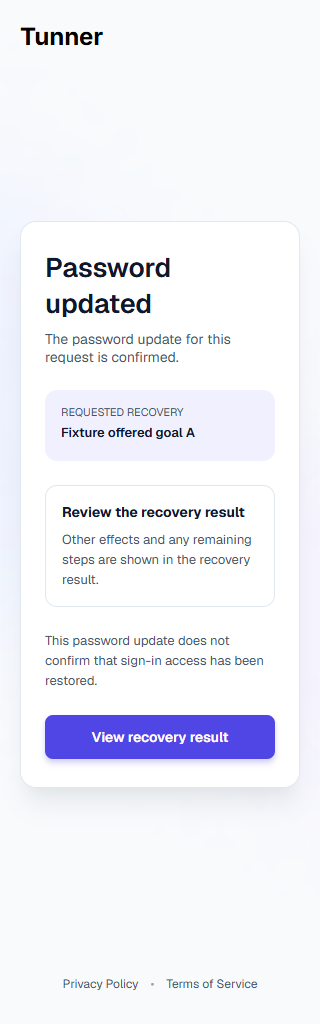 Tunner
Password
updated
The password update for this
request is confirmed.
REQUESTED RECOVERY
Fixture offered goal A
Review the recovery result
Other effects and any remaining
steps are shown in the recovery
result.
This password update does not
confirm that sign-in access has been
restored.
View recovery result
Privacy Policy • Terms of Service